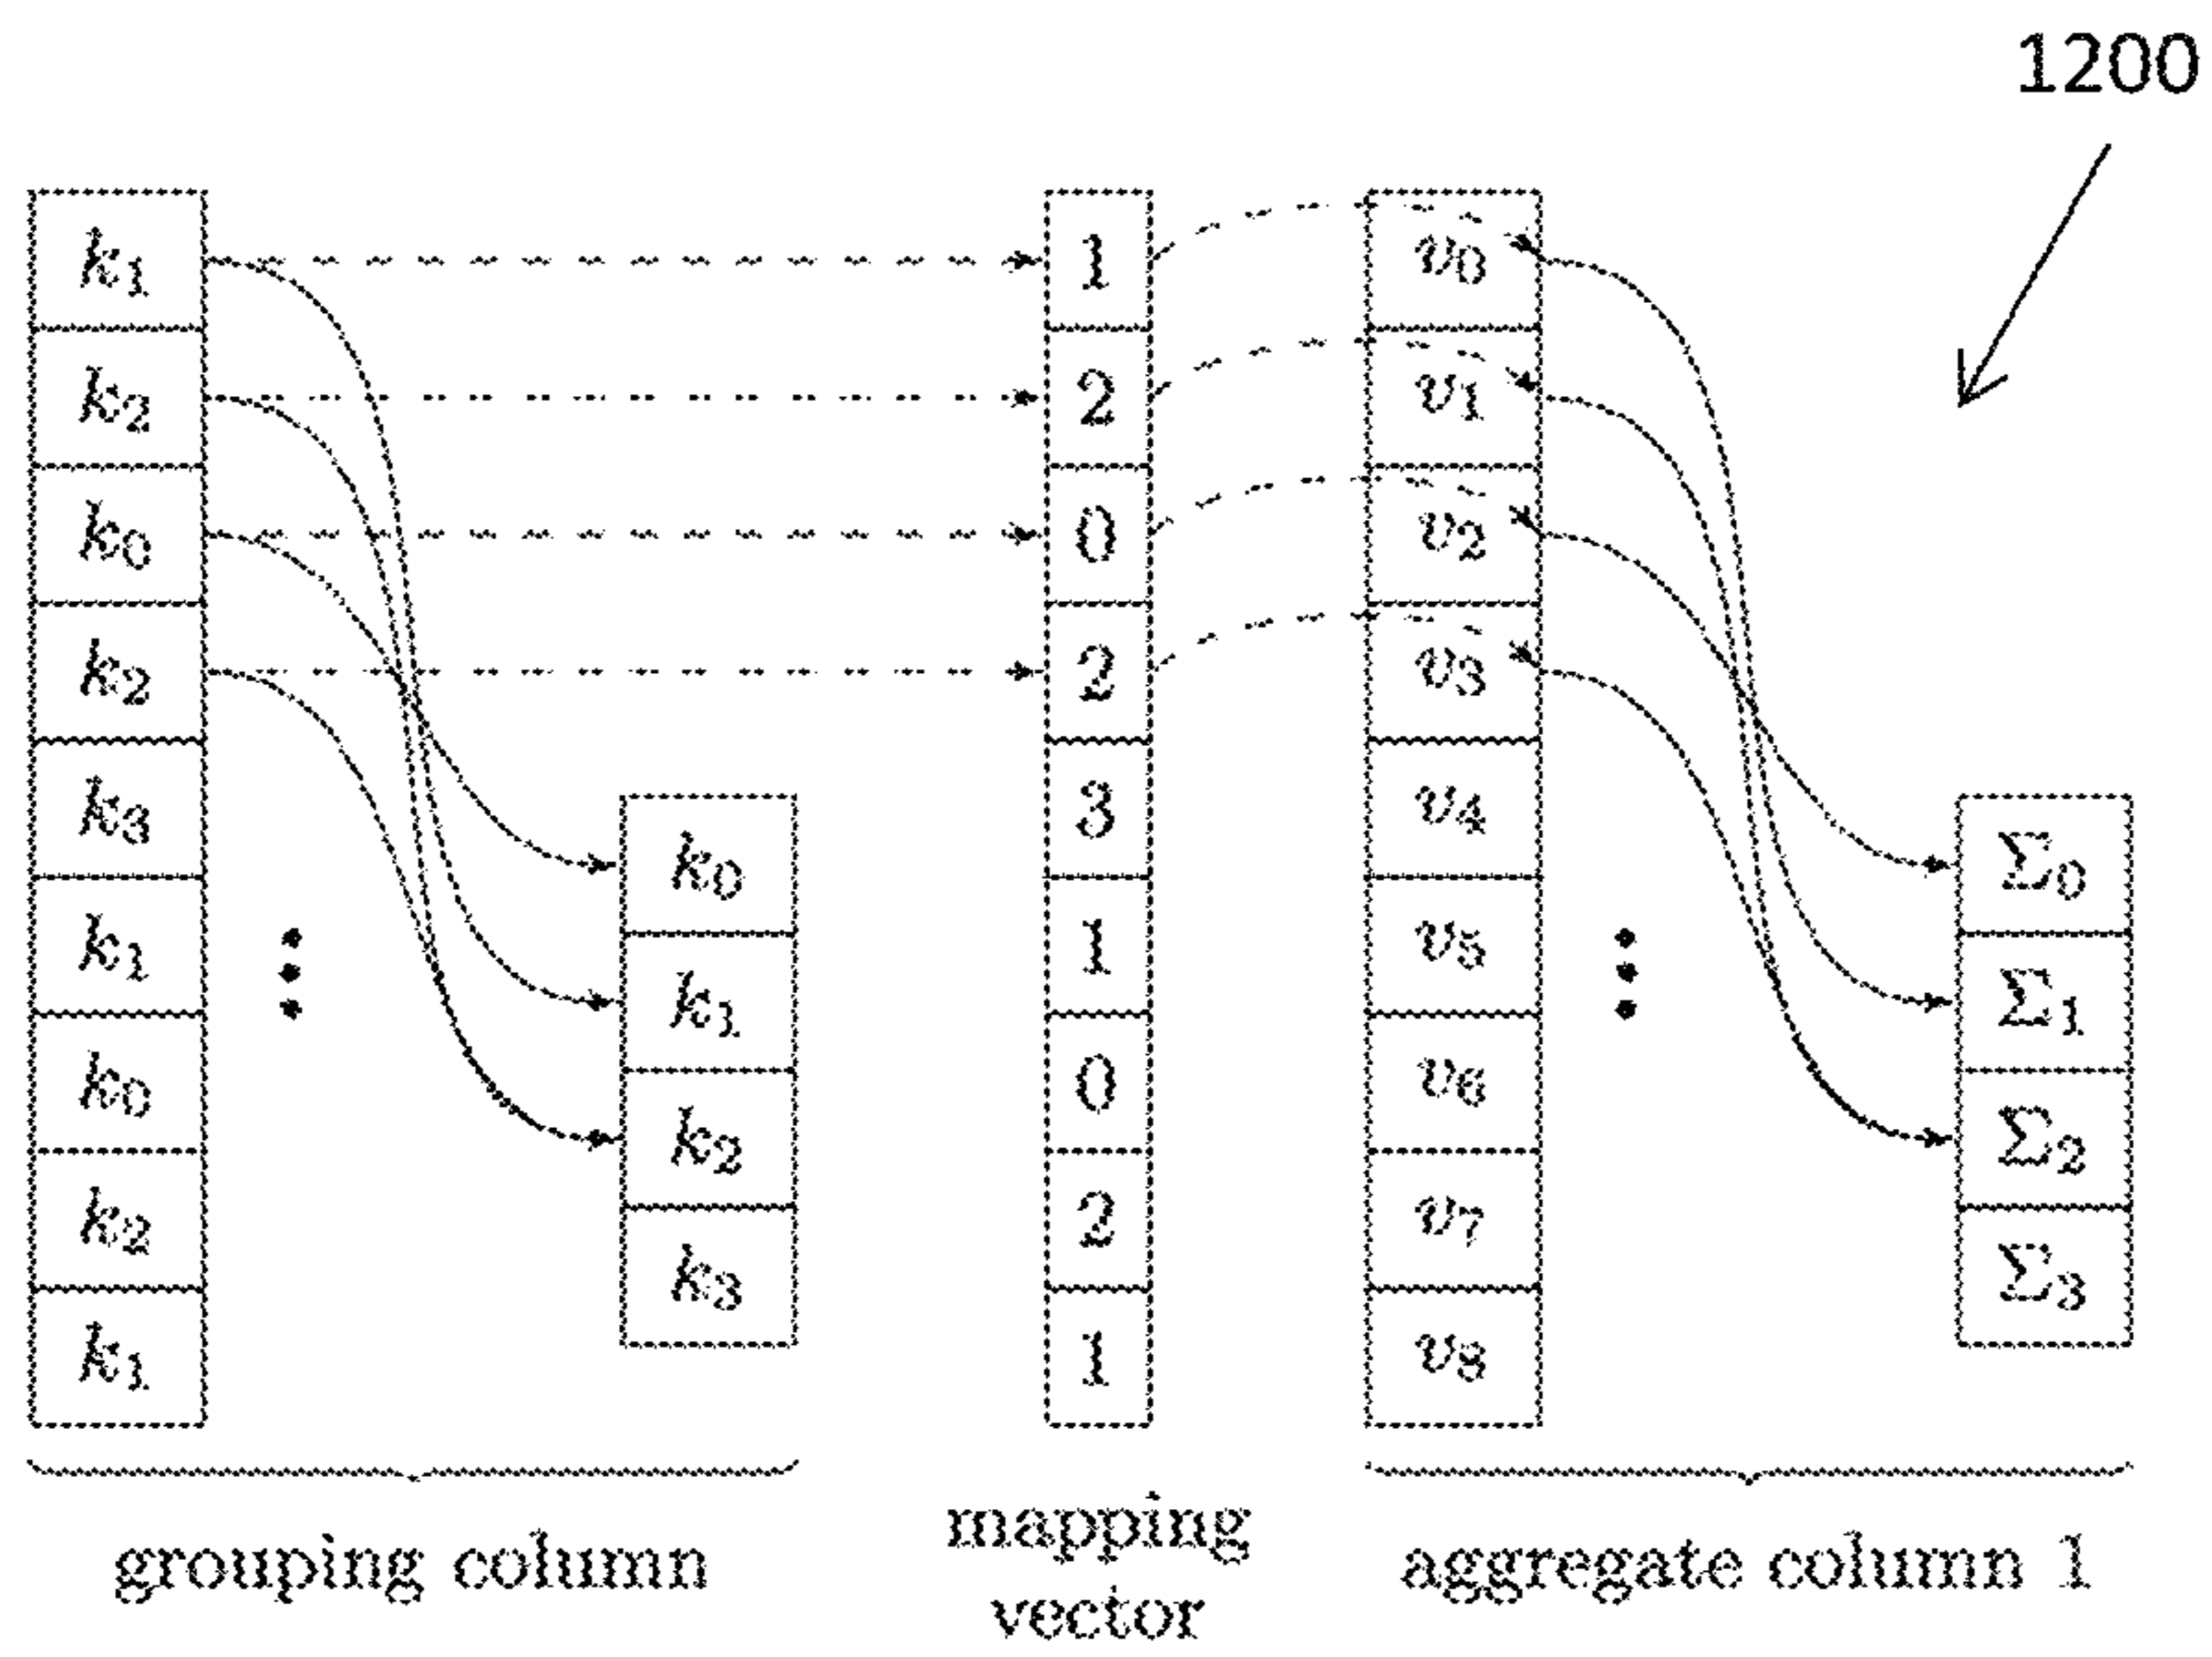 1200
k1 1 v0
k2 2 v1
k0 0 v2
k2 2 v3
k3 3 v4
k0 Σ0
k1 1 v5
k1 Σ1
k0 0 v6
k2 Σ2
k2 2 v7
k3 Σ3
k1 1 v8
grouping column
mapping
vector
aggregate column 1